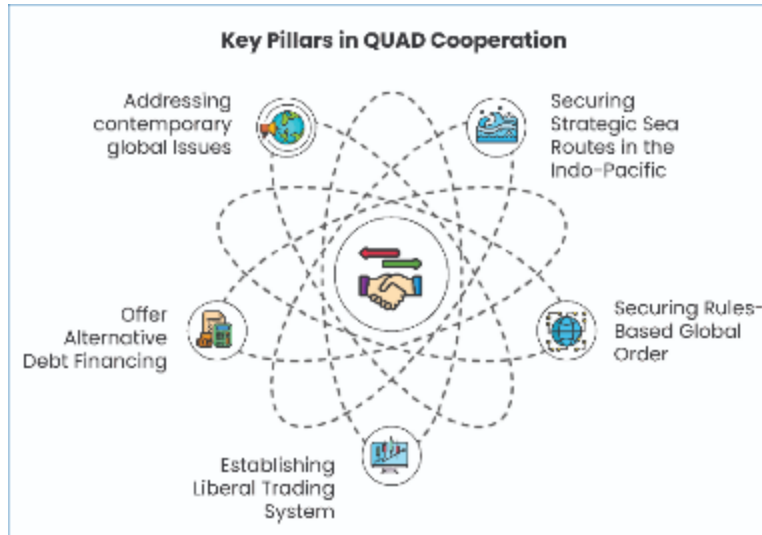 Key Pillars in QUAD Cooperation
Addressing
contemporary
global Issues
Securing
Strategic Sea
Routes in the
Indo-Pacific
Offer
Alternative
Debt Financing
Securing Rules-
Based Global
Order
Establishing
Liberal Trading
System